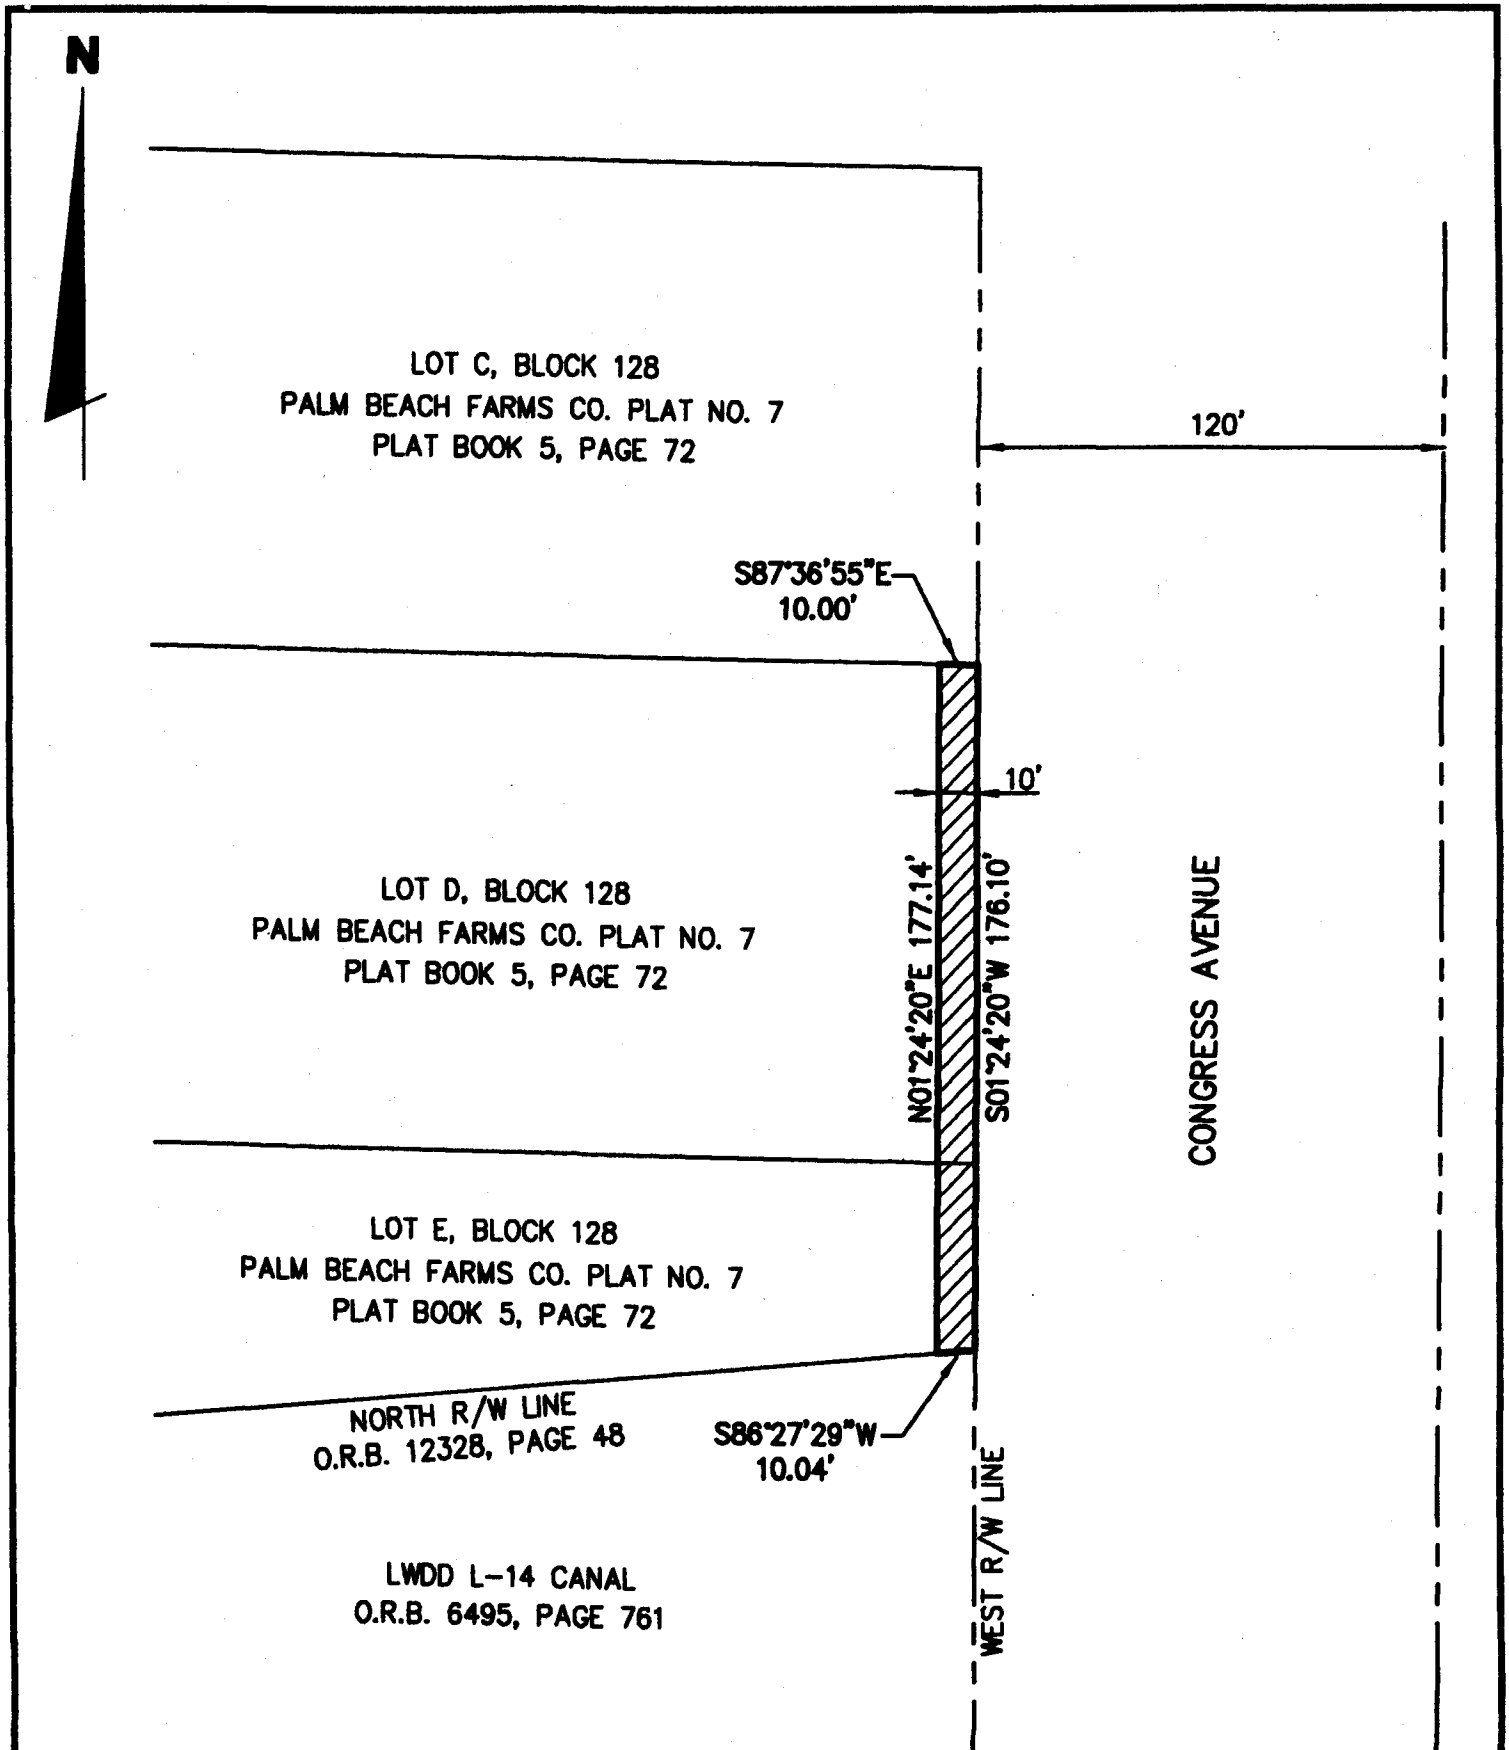 N
LOT C, BLOCK 128
PALM BEACH FARMS CO. PLAT NO. 7
PLAT BOOK 5, PAGE 72
120'
S87°36'55"E
10.00'
10'
N01°24'20"E 177.14'
S01°24'20"W 176.10'
CONGRESS AVENUE
LOT D, BLOCK 128
PALM BEACH FARMS CO. PLAT NO. 7
PLAT BOOK 5, PAGE 72
LOT E, BLOCK 128
PALM BEACH FARMS CO. PLAT NO. 7
PLAT BOOK 5, PAGE 72
NORTH R/W LINE
O.R.B. 12328, PAGE 48
S86°27'29"W
10.04'
WEST R/W LINE
LWDD L-14 CANAL
O.R.B. 6495, PAGE 761